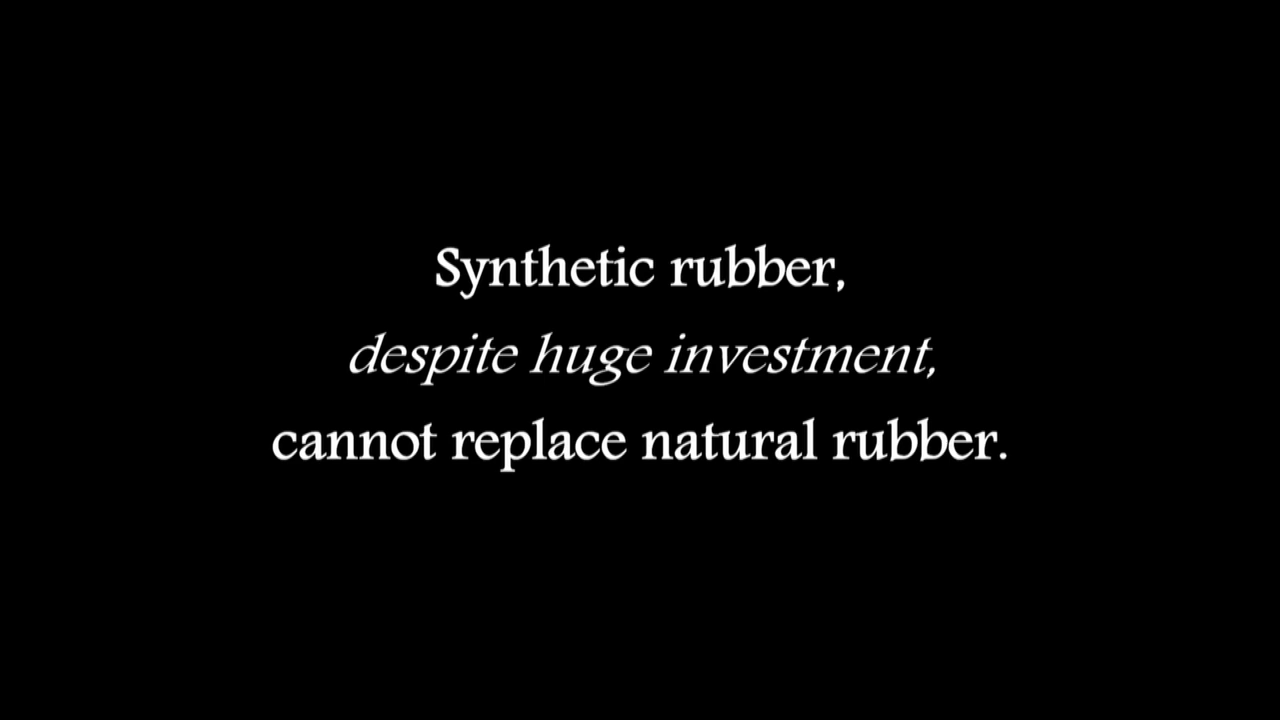 Synthetic rubber,
despite huge investment,
cannot replace natural rubber.